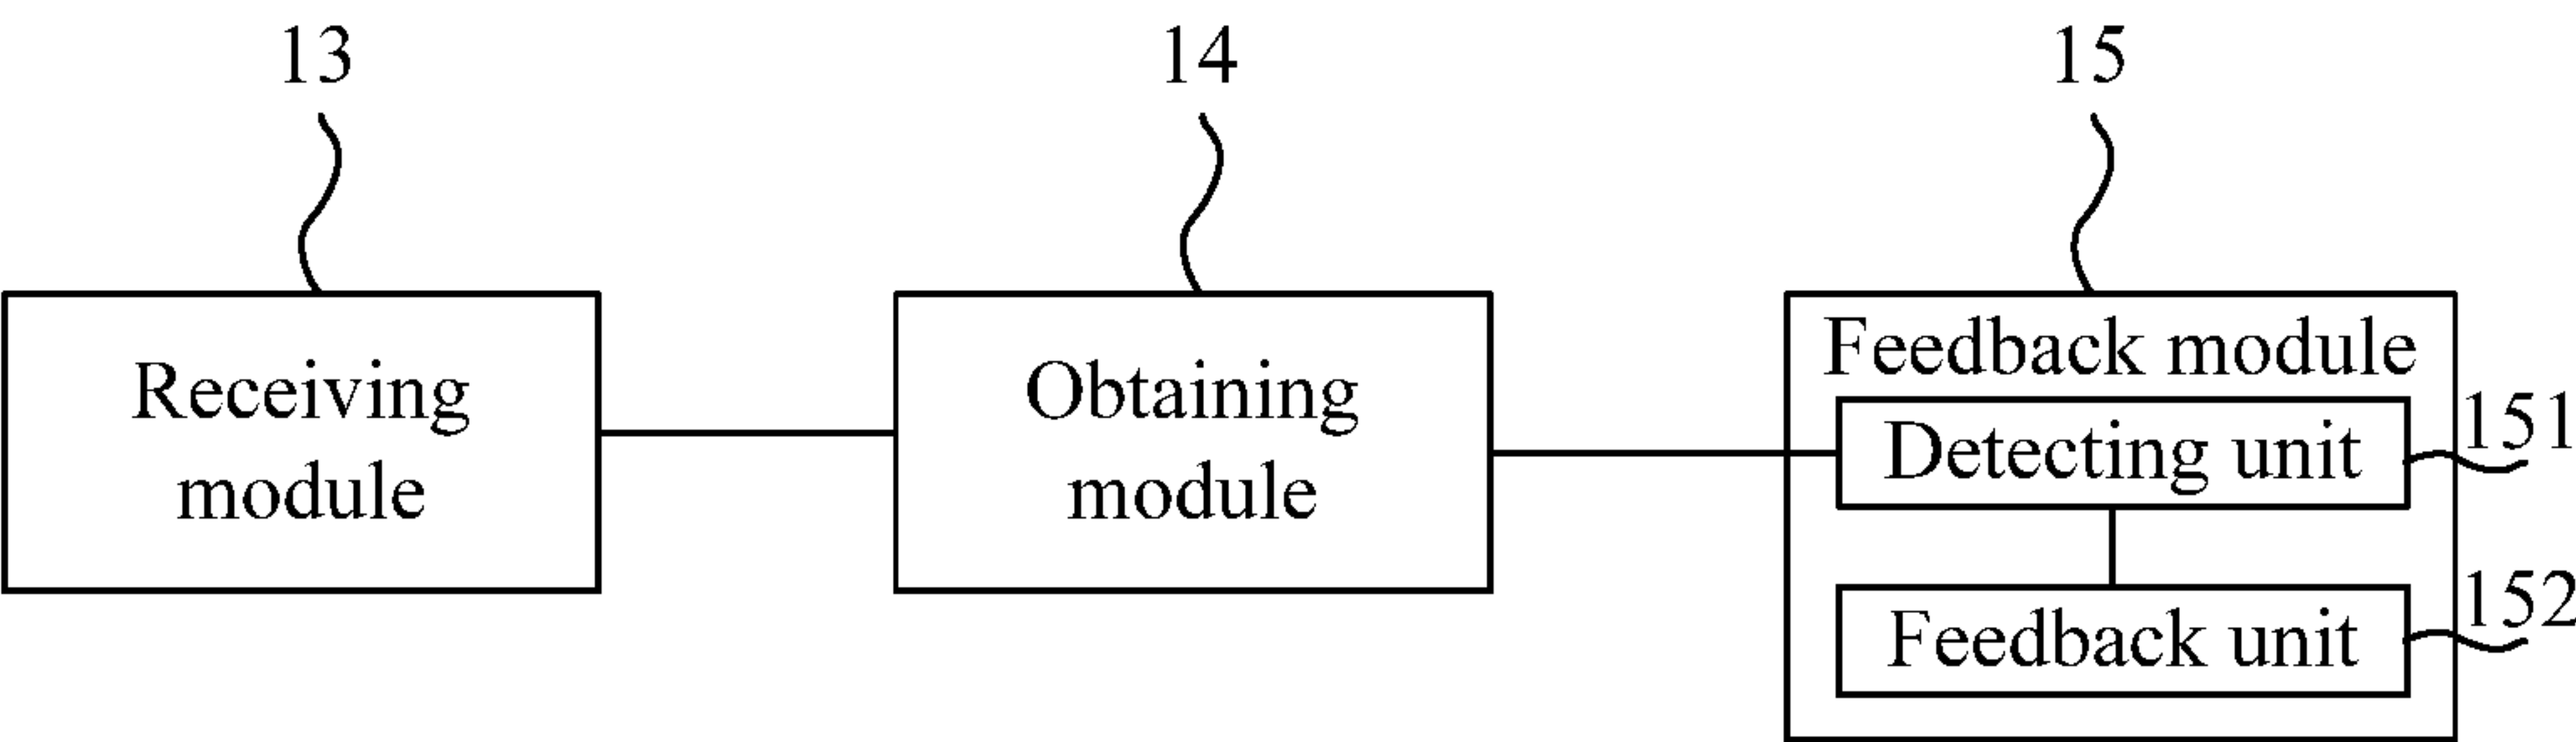 13
14
15
Receiving
module
Obtaining
module
Feedback module
Detecting unit
151
Feedback unit
152